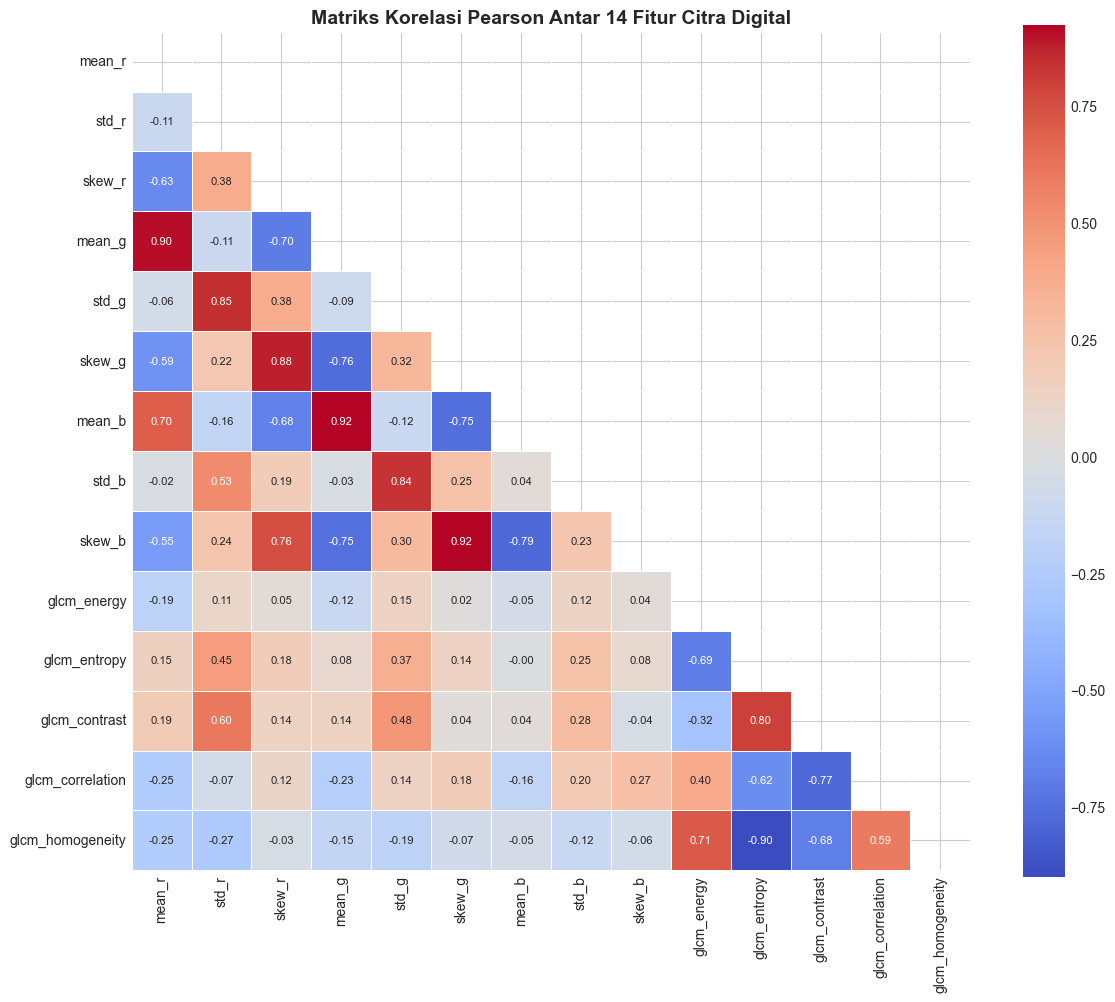 Matriks Korelasi Pearson Antar 14 Fitur Citra Digital
mean_r
std_r -0.11
skew_r -0.63 0.38
mean_g 0.90 -0.11 -0.70
std_g -0.06 0.85 0.38 -0.09
skew_g -0.59 0.22 0.88 -0.76 0.32
mean_b 0.70 -0.16 -0.68 0.92 -0.12 -0.75
std_b -0.02 0.53 0.19 -0.03 0.84 0.25 0.04
skew_b -0.55 0.24 0.76 -0.75 0.30 0.92 -0.79 0.23
glcm_energy -0.19 0.11 0.05 -0.12 0.15 0.02 -0.05 0.12 0.04
glcm_entropy 0.15 0.45 0.18 0.08 0.37 0.14 -0.00 0.25 0.08 -0.69
glcm_contrast 0.19 0.60 0.14 0.14 0.48 0.04 0.04 0.28 -0.04 -0.32 0.80
glcm_correlation -0.25 -0.07 0.12 -0.23 0.14 0.18 -0.16 0.20 0.27 0.40 -0.62 -0.77
glcm_homogeneity -0.25 -0.27 -0.03 -0.15 -0.19 -0.07 -0.05 -0.12 -0.06 0.71 -0.90 -0.68 0.59
mean_r std_r skew_r mean_g std_g skew_g mean_b std_b skew_b glcm_energy glcm_entropy glcm_contrast glcm_correlation glcm_homogeneity
0.75
0.50
0.25
0.00
−0.25
−0.50
−0.75